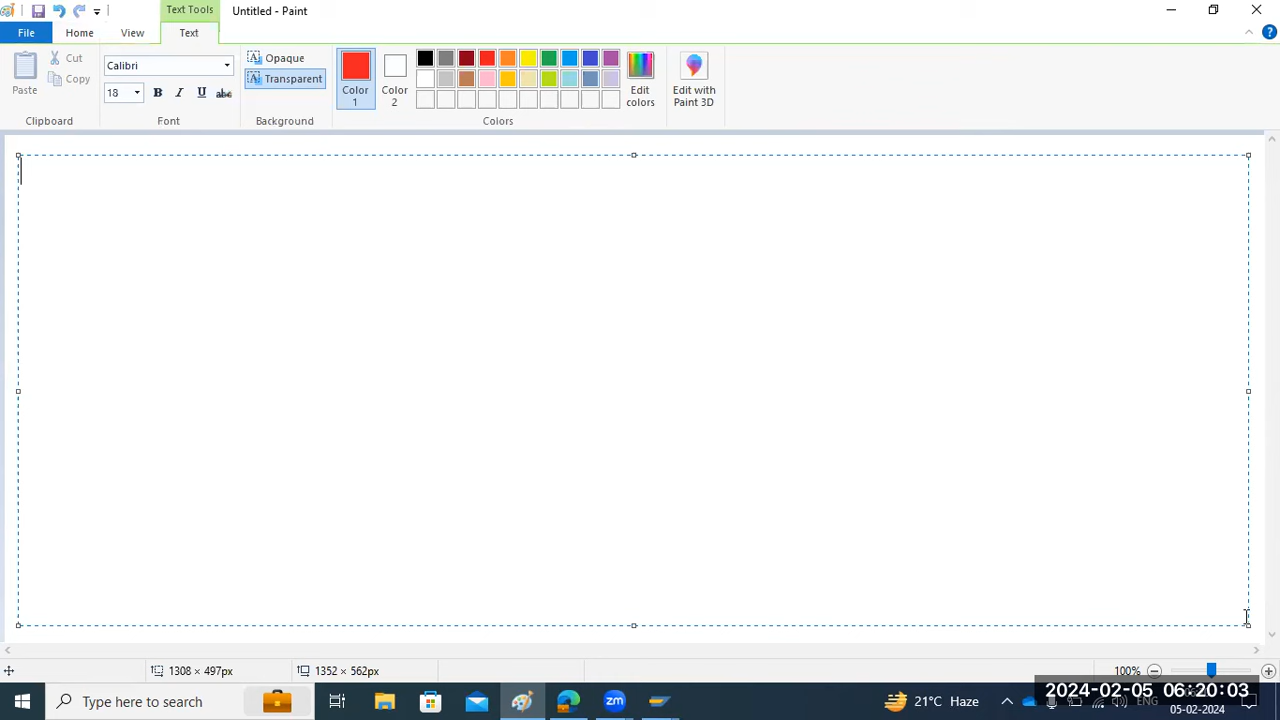 Text Tools
Untitled - Paint
File
Home
View
Text
Paste
Cut
Copy
Clipboard
Calibri
18
B I U abc
Font
Opaque
Transparent
Background
Color 1
Color 2
Edit colors
Colors
Edit with Paint 3D
1308 × 497px
1352 × 562px
100%
Type here to search
21°C Haze
ENG
2024-02-05 06:20:03
05-02-2024